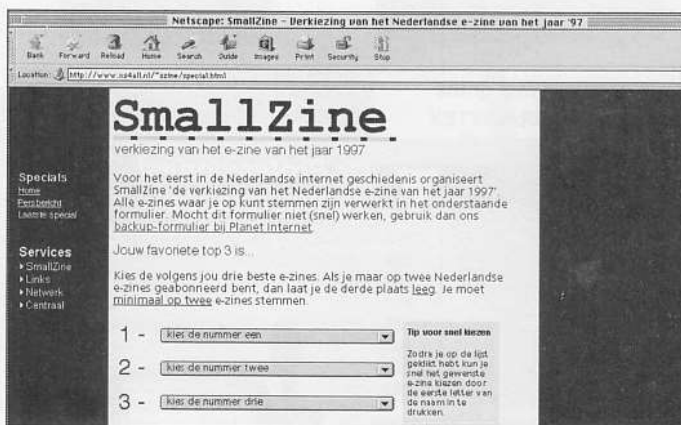 Netscape: SmallZine - Verkiezing van het Nederlandse e-zine van het jaar '97
Back Forward Reload Home Search Guide Images Print Security Stop
Location: http://www.xs4all.nl/~szine/special.html
SmallZine
verkiezing van het e-zine van het jaar 1997
Specials
Home
Persbericht
Laatste special
Services
SmallZine
Links
Netwerk
Centraal
Voor het eerst in de Nederlandse internet geschiedenis organiseert
SmallZine 'de verkiezing van het Nederlandse e-zine van het jaar 1997'.
Alle e-zines waar je op kunt stemmen zijn verwerkt in het onderstaande
formulier. Mocht dit formulier niet (snel) werken, gebruik dan ons
backup-formulier bij Planet Internet.
Jouw favoriete top 3 is...
Kies de volgens jou drie beste e-zines. Als je maar op twee Nederlandse
e-zines geabonneerd bent, dan laat je de derde plaats leeg. Je moet
minimaal op twee e-zines stemmen.
1 - kies de nummer een
2 - kies de nummer twee
3 - kies de nummer drie
Tip voor snel kiezen
Zodra je op de lijst
geklikt hebt kun je
snel het gewenste
e-zine kiezen door
de eerste letter van
de naam in te
drukken.